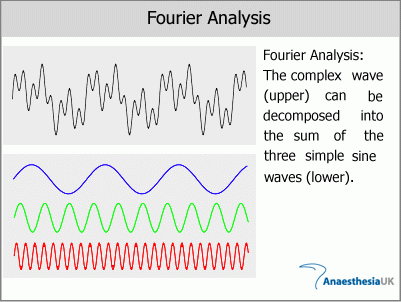 Fourier Analysis
Fourier Analysis:
The complex wave
(upper) can be
decomposed into
the sum of the
three simple sine
waves (lower).
AnaesthesiaUK